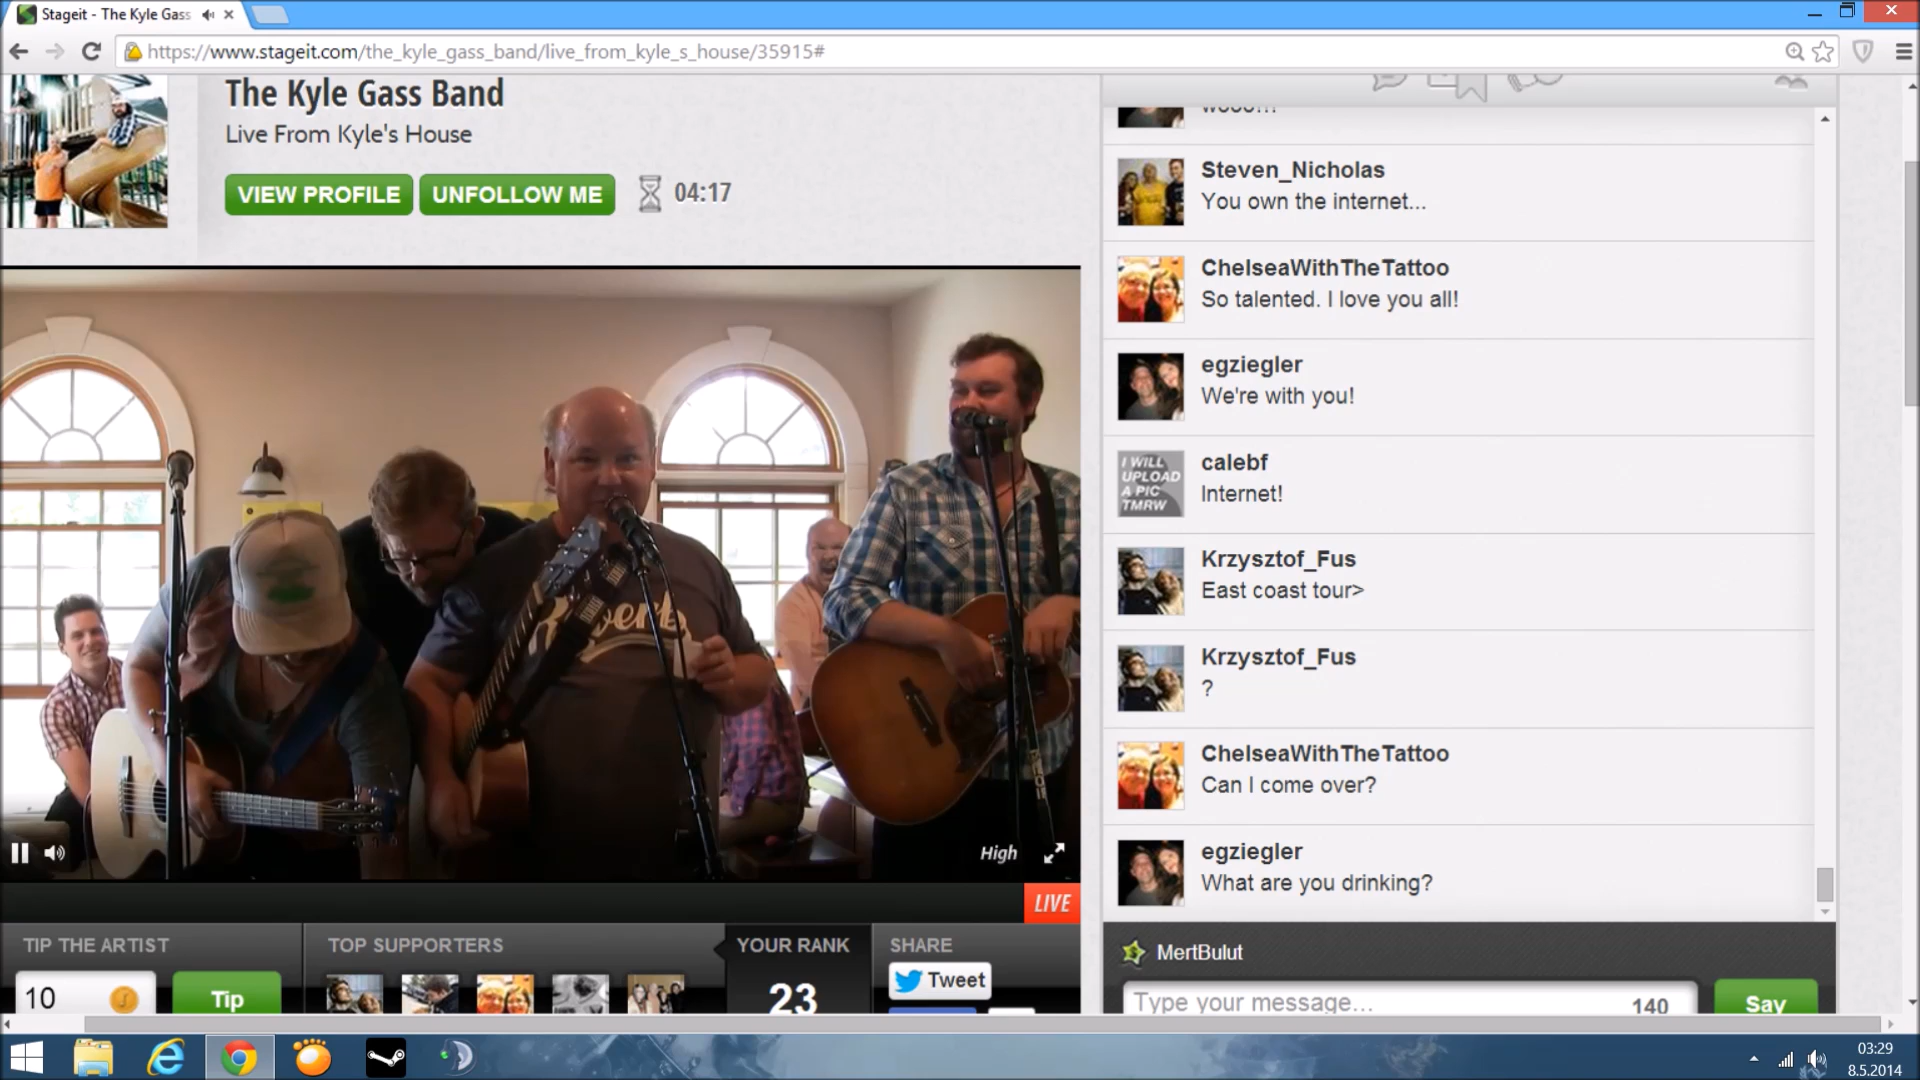 Stageit - The Kyle Gass
https://www.stageit.com/the_kyle_gass_band/live_from_kyle_s_house/35915#
The Kyle Gass Band
Live From Kyle's House
VIEW PROFILE
UNFOLLOW ME
04:17
Steven_Nicholas
You own the internet...
ChelseaWithTheTattoo
So talented. I love you all!
egziegler
We're with you!
I WILL
UPLOAD
A PIC
TMRW
calebf
Internet!
Krzysztof_Fus
East coast tour>
Krzysztof_Fus
?
ChelseaWithTheTattoo
Can I come over?
egziegler
What are you drinking?
High
LIVE
TIP THE ARTIST
10
Tip
TOP SUPPORTERS
YOUR RANK
23
SHARE
Tweet
MertBulut
Type your message...
140
Say
03:29
8.5.2014